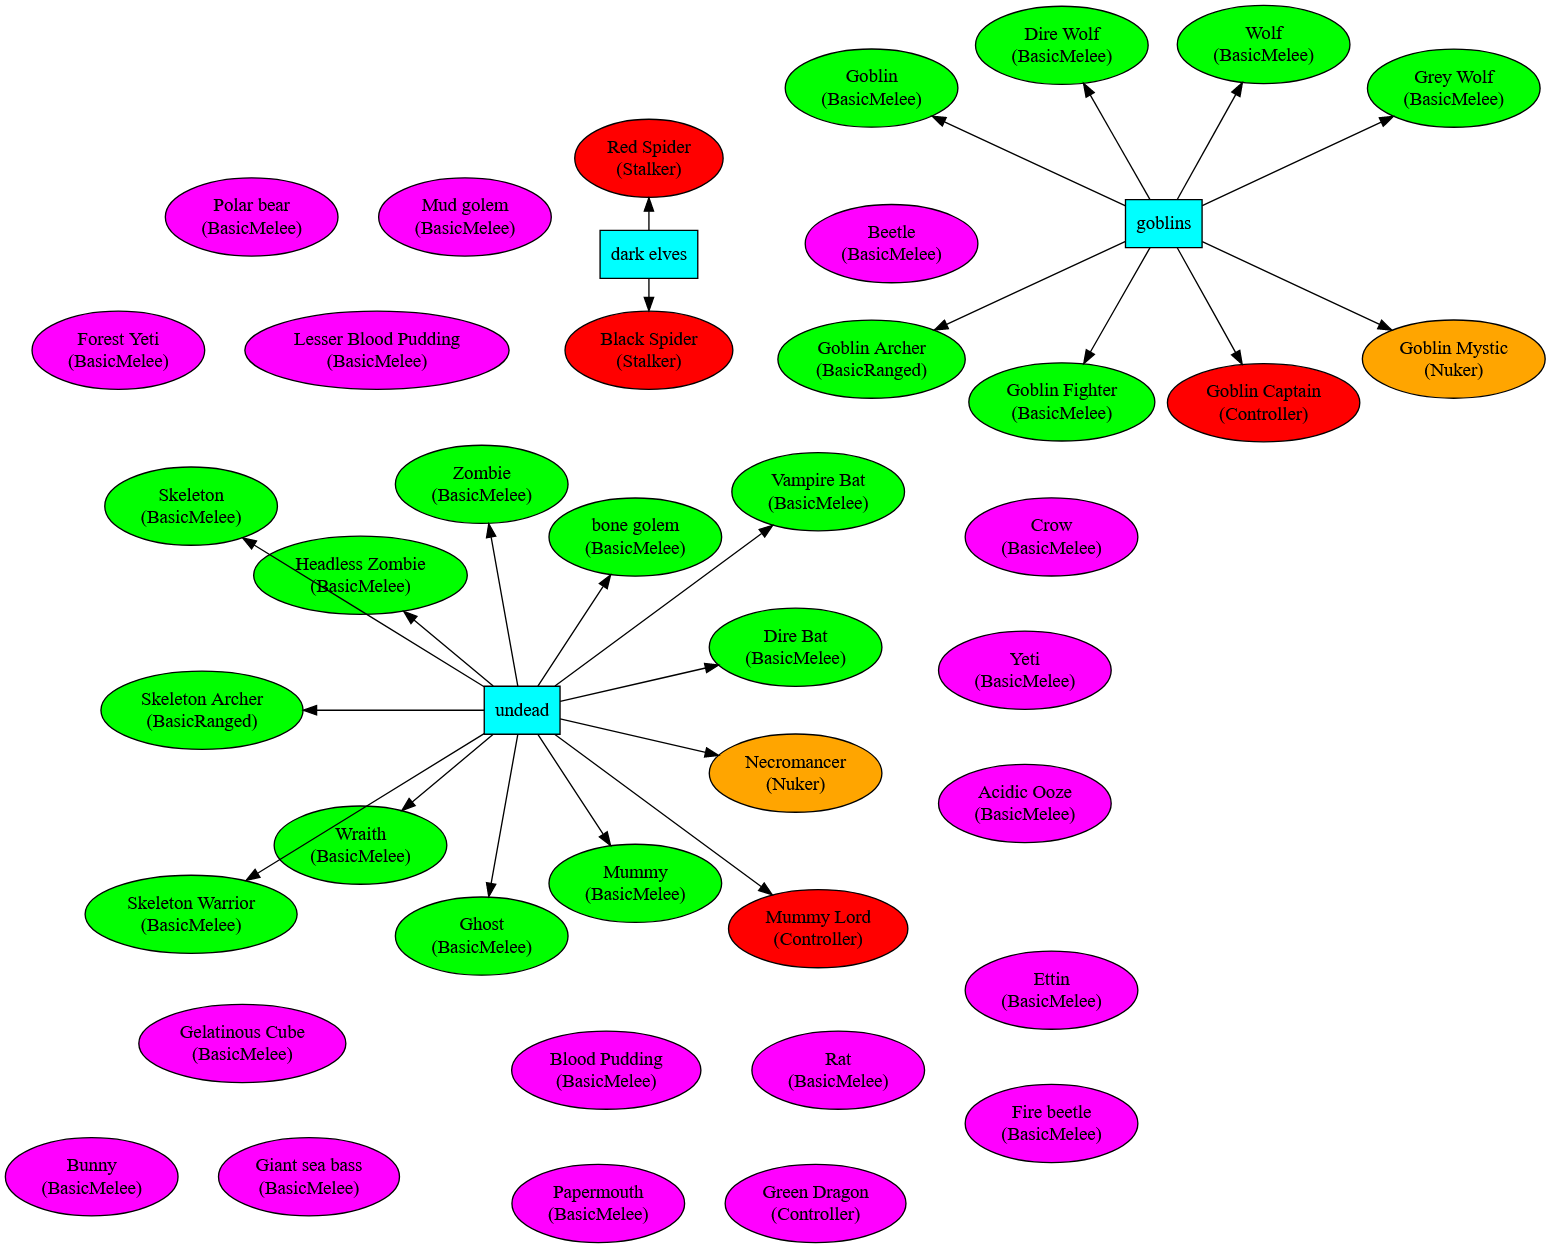 Dire Wolf
(BasicMelee)
Wolf
(BasicMelee)
Goblin
(BasicMelee)
Grey Wolf
(BasicMelee)
Red Spider
(Stalker)
Polar bear
(BasicMelee)
Mud golem
(BasicMelee)
goblins
Beetle
(BasicMelee)
dark elves
Forest Yeti
(BasicMelee)
Lesser Blood Pudding
(BasicMelee)
Black Spider
(Stalker)
Goblin Archer
(BasicRanged)
Goblin Fighter
(BasicMelee)
Goblin Captain
(Controller)
Goblin Mystic
(Nuker)
Skeleton
(BasicMelee)
Zombie
(BasicMelee)
Vampire Bat
(BasicMelee)
bone golem
(BasicMelee)
Crow
(BasicMelee)
Headless Zombie
(BasicMelee)
Dire Bat
(BasicMelee)
Yeti
(BasicMelee)
Skeleton Archer
(BasicRanged)
undead
Necromancer
(Nuker)
Acidic Ooze
(BasicMelee)
Wraith
(BasicMelee)
Mummy
(BasicMelee)
Skeleton Warrior
(BasicMelee)
Ghost
(BasicMelee)
Mummy Lord
(Controller)
Ettin
(BasicMelee)
Gelatinous Cube
(BasicMelee)
Blood Pudding
(BasicMelee)
Rat
(BasicMelee)
Fire beetle
(BasicMelee)
Bunny
(BasicMelee)
Giant sea bass
(BasicMelee)
Papermouth
(BasicMelee)
Green Dragon
(Controller)